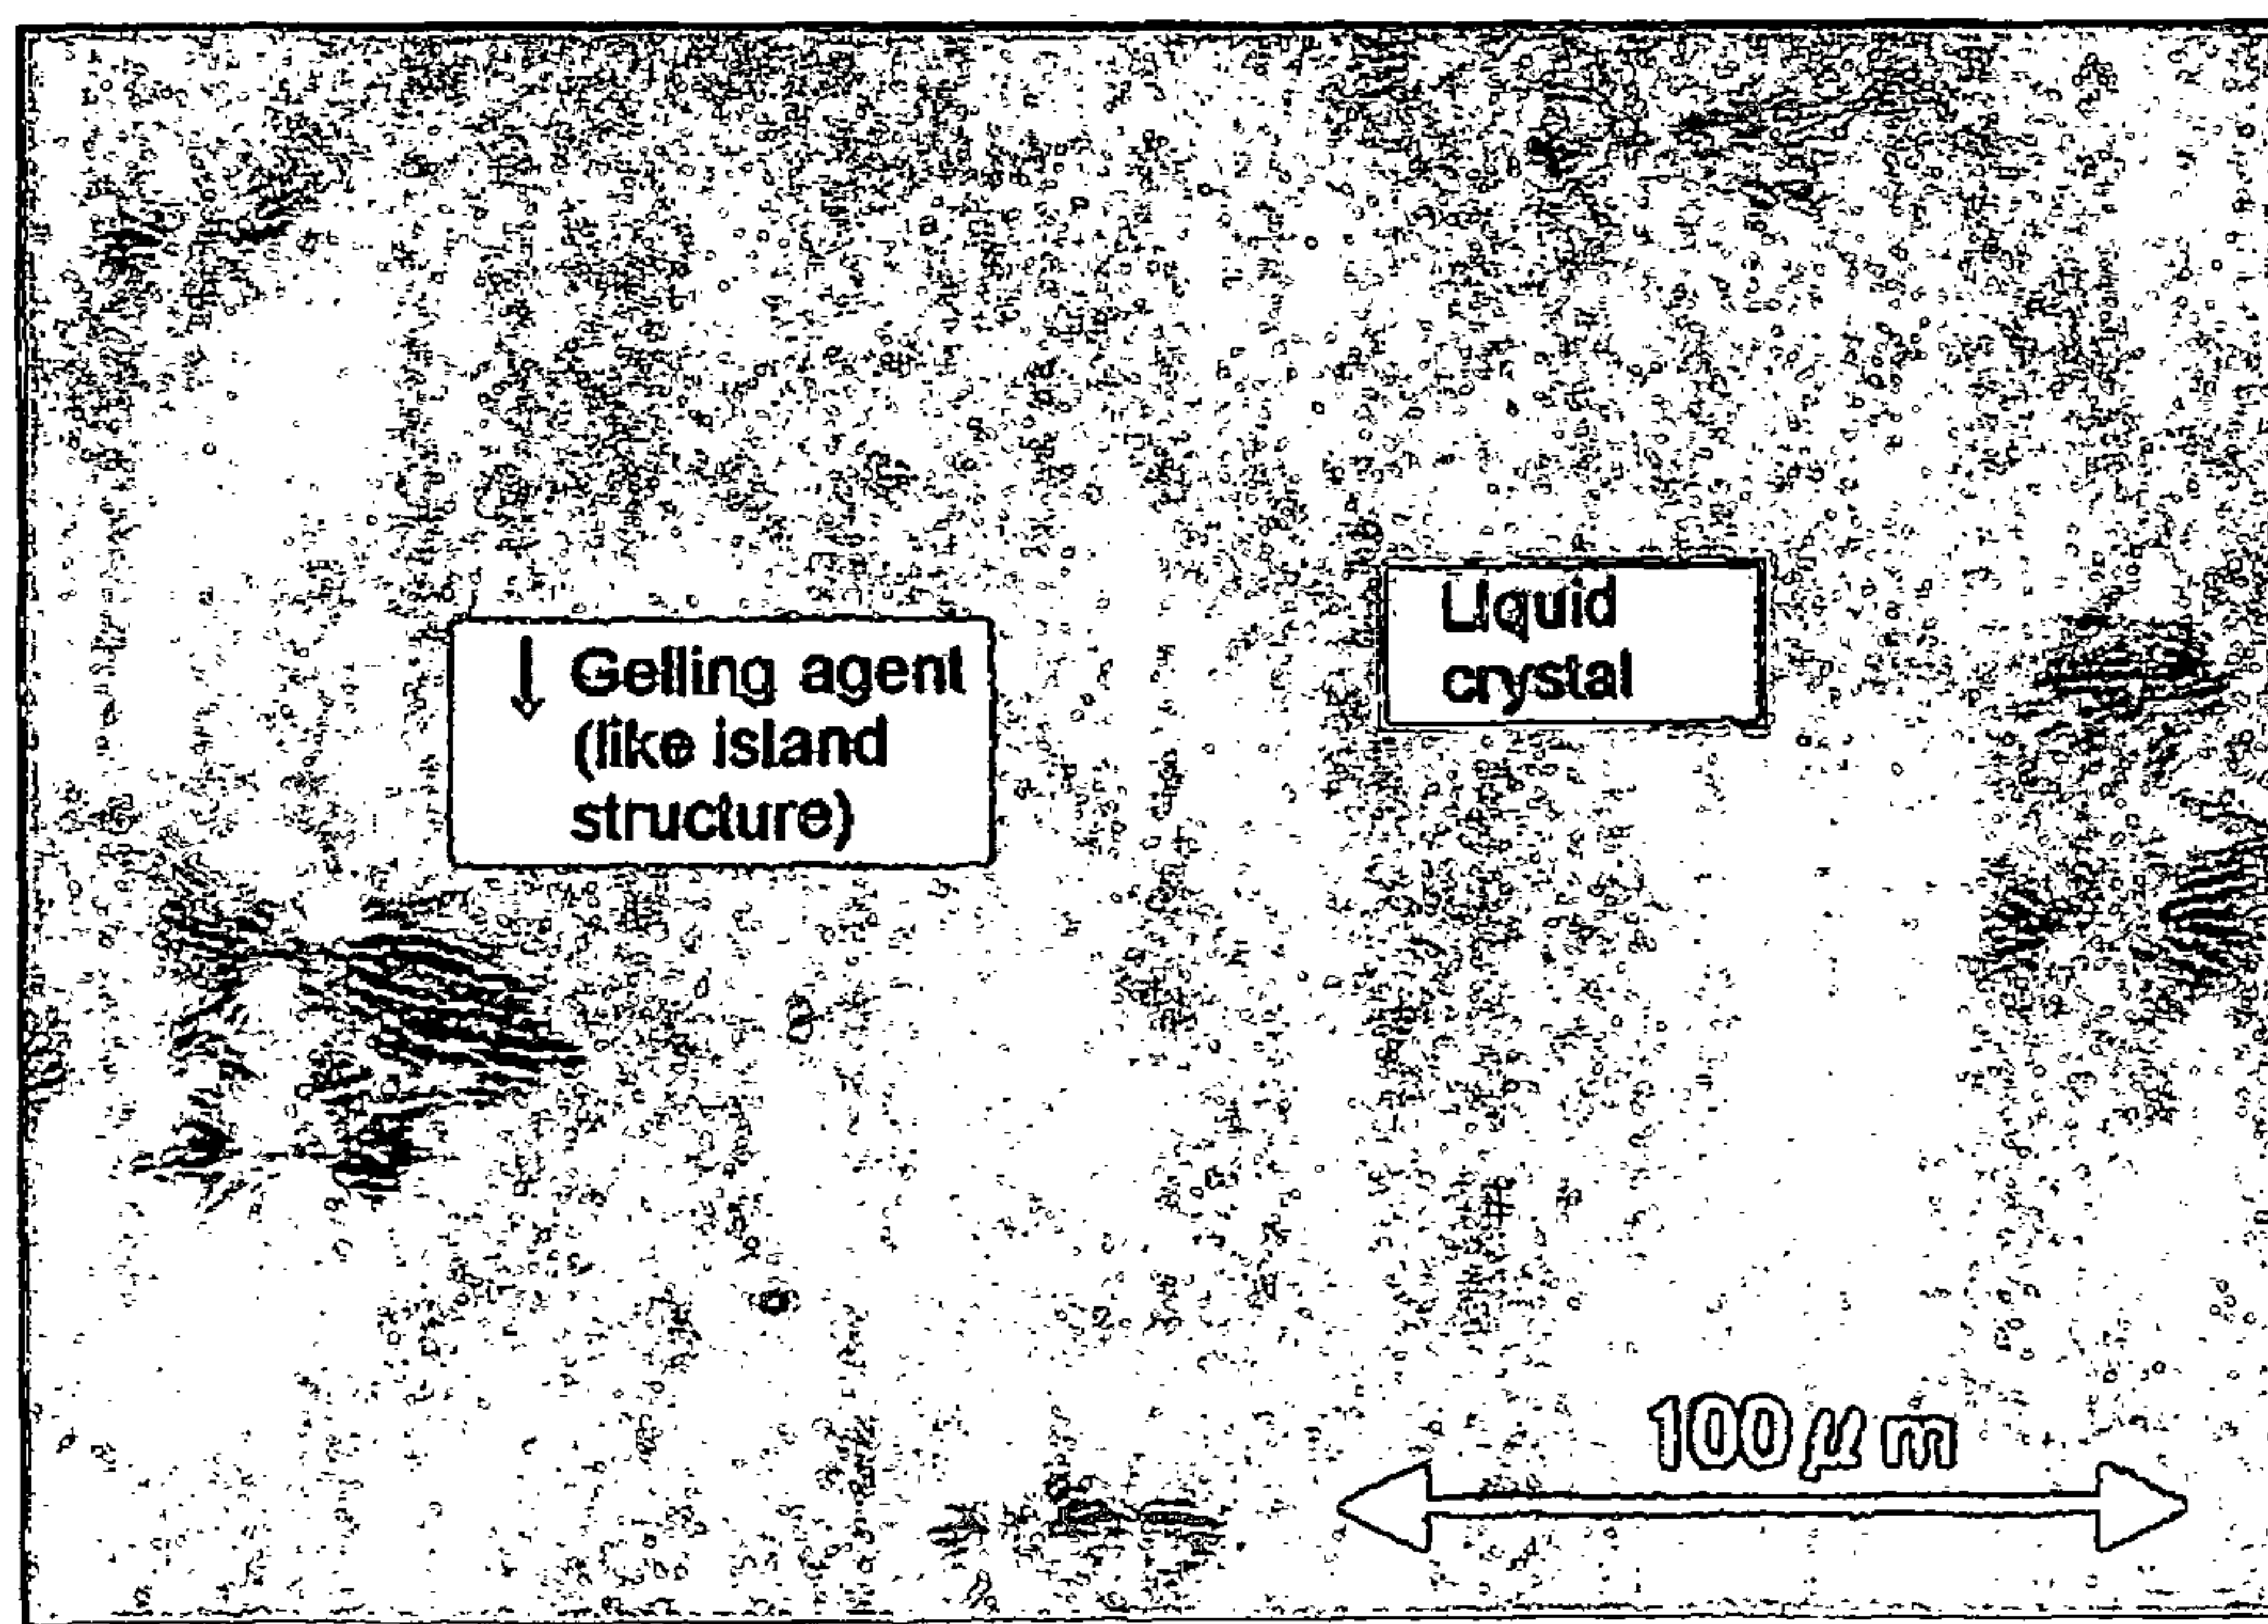 ↓ Gelling agent
(like island
structure)
Liquid
crystal
100 μm